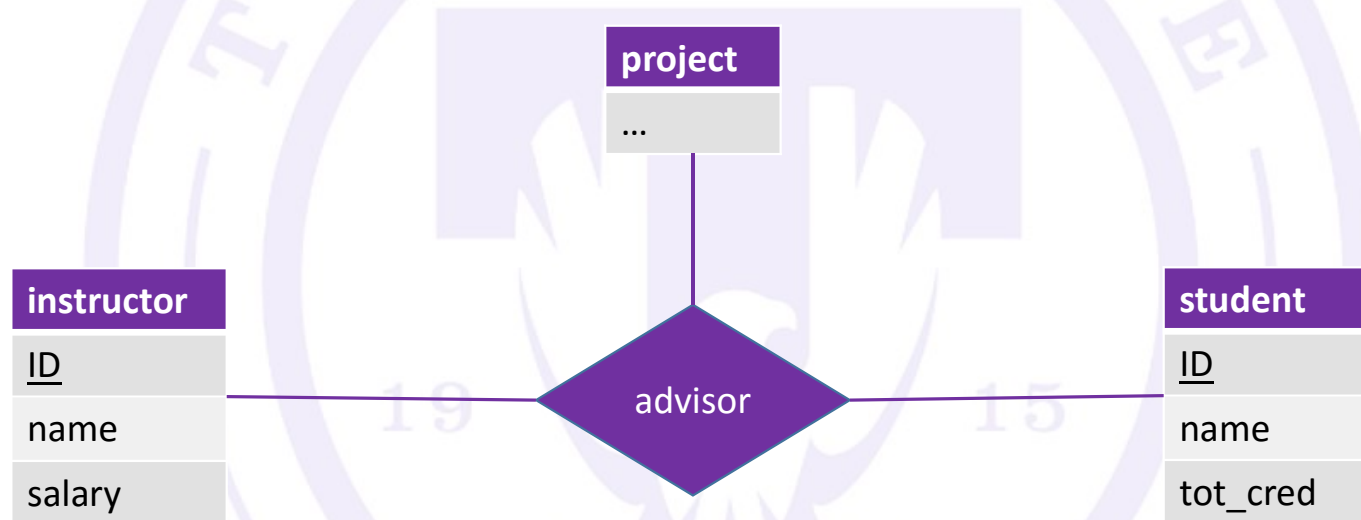 T
E
project
...
instructor
ID
name
salary
19
advisor
15
student
ID
name
tot_cred